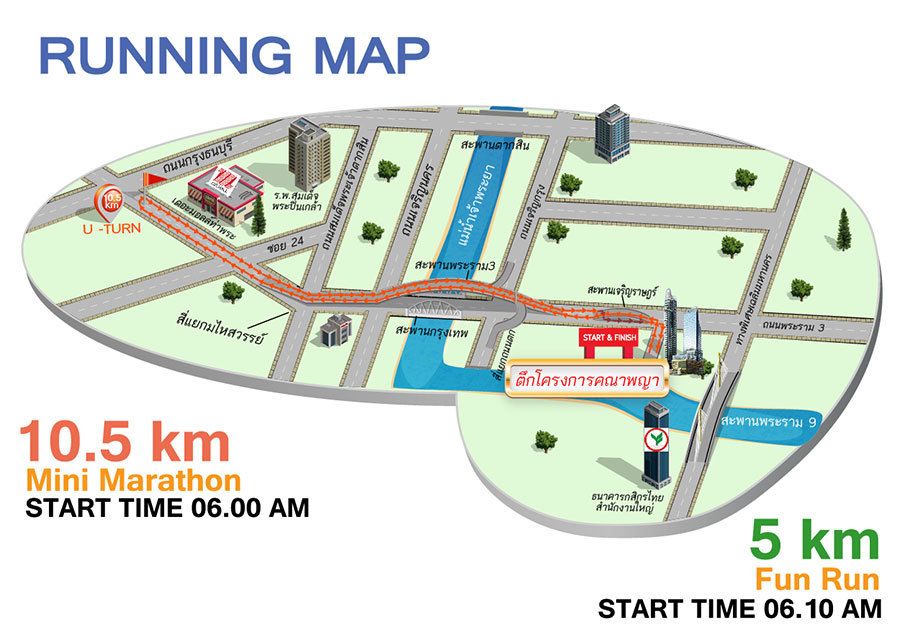 RUNNING MAP
สะพานตากสิน
ถนนกรุงธนบุรี
10.5
km
U -TURN
เดอะมอลล์ท่าพระ
ร.พ.สมเด็จ
พระปิ่นเกล้า
ถนนสมเด็จพระเจ้าตากสิน
ถนนเจริญนคร
แม่น้ำเจ้าพระยา
ถนนเจริญกรุง
ซอย 24
สะพานพระราม3
สะพานเจริญราษฎร์
ทางพิเศษเฉลิมมหานคร
สี่แยกมไหสวรรย์
สะพานกรุงเทพ
สี่แยกถนนตก
START & FINISH
ถนนพระราม 3
ตึกโครงการคณาพญา
สะพานพระราม 9
ธนาคารกสิกรไทย
สำนักงานใหญ่
10.5 km
Mini Marathon
START TIME 06.00 AM
5 km
Fun Run
START TIME 06.10 AM